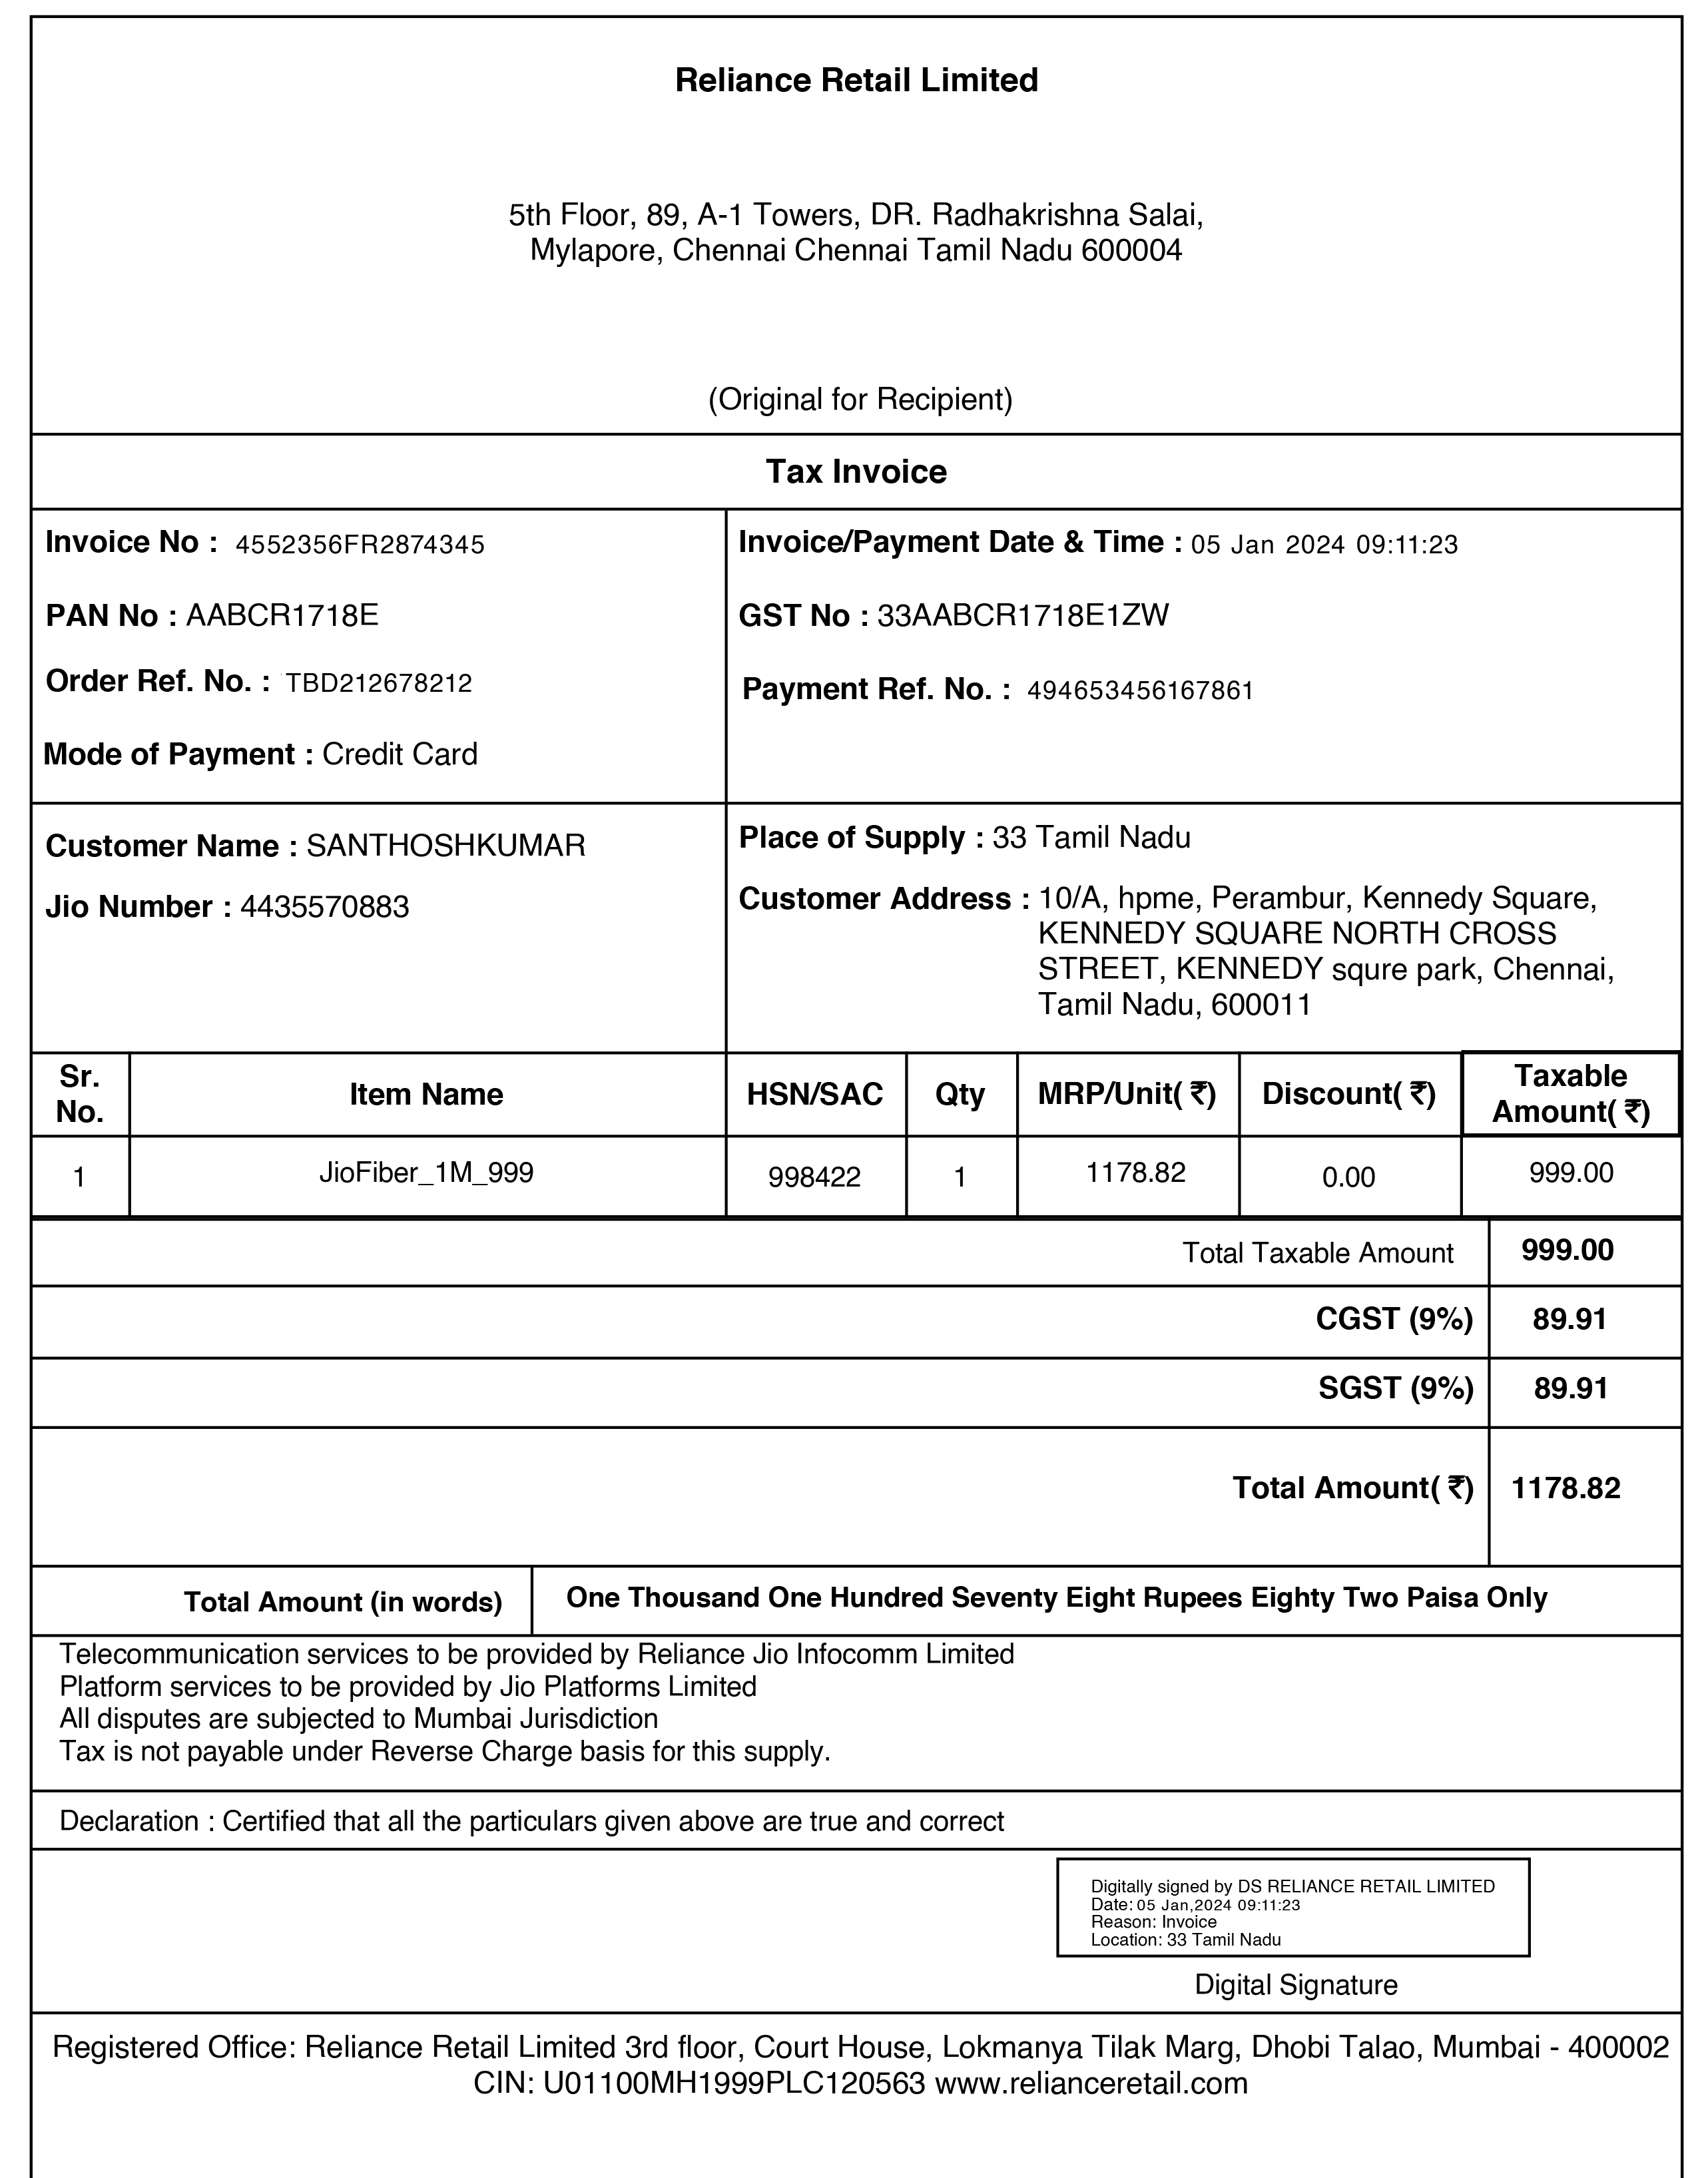 Reliance Retail Limited
5th Floor, 89, A-1 Towers, DR. Radhakrishna Salai,
Mylapore, Chennai Chennai Tamil Nadu 600004
(Original for Recipient)
Tax Invoice
Invoice No : 4552356FR2874345
Invoice/Payment Date & Time : 05 Jan 2024 09:11:23
PAN No : AABCR1718E
GST No : 33AABCR1718E1ZW
Order Ref. No. : TBD212678212
Payment Ref. No. : 494653456167861
Mode of Payment : Credit Card
Customer Name : SANTHOSHKUMAR
Jio Number : 4435570883
Place of Supply : 33 Tamil Nadu
Customer Address : 10/A, hpme, Perambur, Kennedy Square,
KENNEDY SQUARE NORTH CROSS
STREET, KENNEDY squre park, Chennai,
Tamil Nadu, 600011
Sr. No. Item Name HSN/SAC Qty MRP/Unit( ₹) Discount( ₹) Taxable Amount( ₹)
1 JioFiber_1M_999 998422 1 1178.82 0.00 999.00
Total Taxable Amount 999.00
CGST (9%) 89.91
SGST (9%) 89.91
Total Amount( ₹) 1178.82
Total Amount (in words) One Thousand One Hundred Seventy Eight Rupees Eighty Two Paisa Only
Telecommunication services to be provided by Reliance Jio Infocomm Limited
Platform services to be provided by Jio Platforms Limited
All disputes are subjected to Mumbai Jurisdiction
Tax is not payable under Reverse Charge basis for this supply.
Declaration : Certified that all the particulars given above are true and correct
Digitally signed by DS RELIANCE RETAIL LIMITED
Date: 05 Jan,2024 09:11:23
Reason: Invoice
Location: 33 Tamil Nadu
Digital Signature
Registered Office: Reliance Retail Limited 3rd floor, Court House, Lokmanya Tilak Marg, Dhobi Talao, Mumbai - 400002
CIN: U01100MH1999PLC120563 www.relianceretail.com